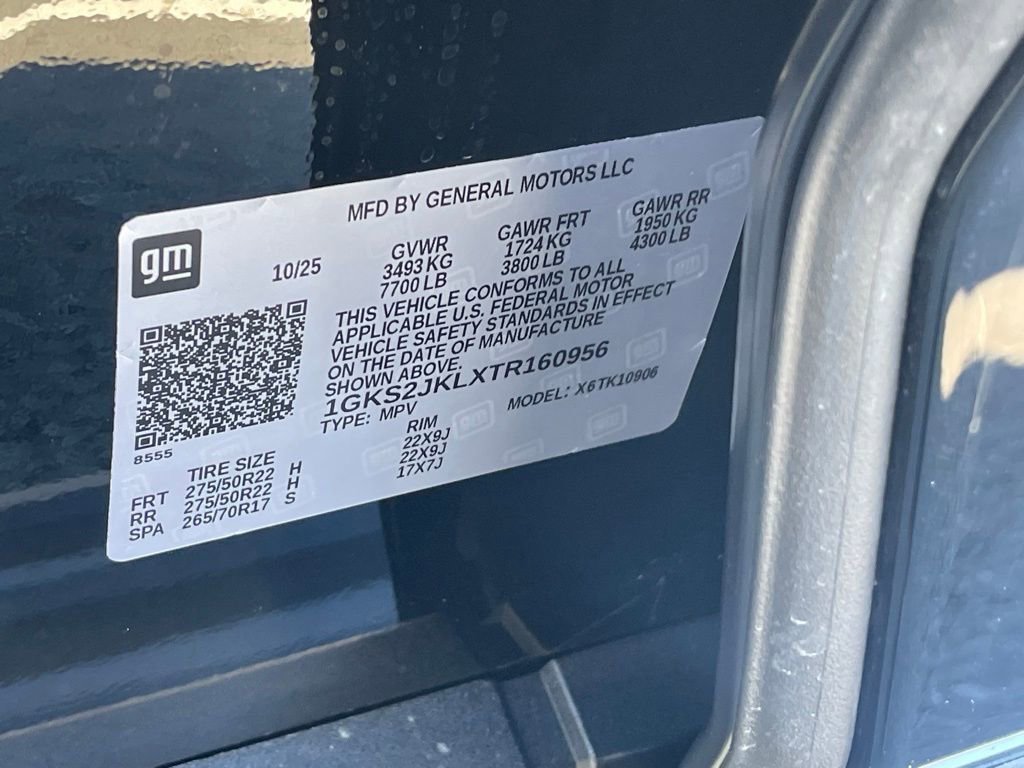 MFD BY GENERAL MOTORS LLC
gm
10/25
GVWR
3493 KG
7700 LB
GAWR FRT
1724 KG
3800 LB
GAWR RR
1950 KG
4300 LB
THIS VEHICLE CONFORMS TO ALL
APPLICABLE U.S. FEDERAL MOTOR
VEHICLE SAFETY STANDARDS IN EFFECT
ON THE DATE OF MANUFACTURE
SHOWN ABOVE.
1GKS2JKLXTR160956
TYPE: MPV
MODEL: X6TK10906
8555
TIRE SIZE
RIM
FRT 275/50R22 H 22X9J
RR 275/50R22 H 22X9J
SPA 265/70R17 S 17X7J